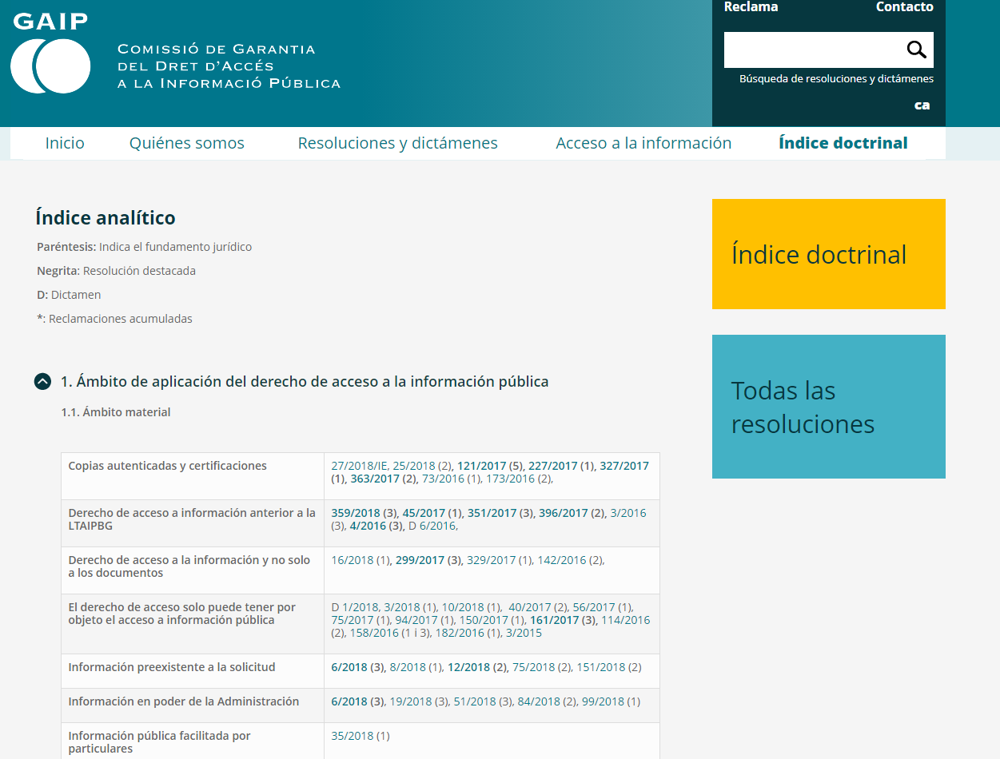 GAIP
COMISSIÓ DE GARANTIA
DEL DRET D'ACCÉS
A LA INFORMACIÓ PÚBLICA
Reclama
Contacto
Búsqueda de resoluciones y dictámenes
ca
Inicio
Quiénes somos
Resoluciones y dictámenes
Acceso a la información
Índice doctrinal
Índice analítico
Paréntesis: Indica el fundamento jurídico
Negrita: Resolución destacada
D: Dictamen
*: Reclamaciones acumuladas
1. Ámbito de aplicación del derecho de acceso a la información pública
1.1. Ámbito material
Copias autenticadas y certificaciones
27/2018/IE, 25/2018 (2), 121/2017 (5), 227/2017 (1), 327/2017
(1), 363/2017 (2), 73/2016 (1), 173/2016 (2),
Derecho de acceso a información anterior a la
LTAIPBG
359/2018 (3), 45/2017 (1), 351/2017 (3), 396/2017 (2), 3/2016
(3), 4/2016 (3), D 6/2016,
Derecho de acceso a la información y no solo
a los documentos
16/2018 (1), 299/2017 (3), 329/2017 (1), 142/2016 (2),
El derecho de acceso solo puede tener por
objeto el acceso a información pública
D 1/2018, 3/2018 (1), 10/2018 (1), 40/2017 (2), 56/2017 (1),
75/2017 (1), 94/2017 (1), 150/2017 (1), 161/2017 (3), 114/2016
(2), 158/2016 (1 i 3), 182/2016 (1), 3/2015
Información preexistente a la solicitud
6/2018 (3), 8/2018 (1), 12/2018 (2), 75/2018 (2), 151/2018 (2)
Información en poder de la Administración
6/2018 (3), 19/2018 (3), 51/2018 (3), 84/2018 (2), 99/2018 (1)
Información pública facilitada por
particulares
35/2018 (1)
Índice doctrinal
Todas las
resoluciones